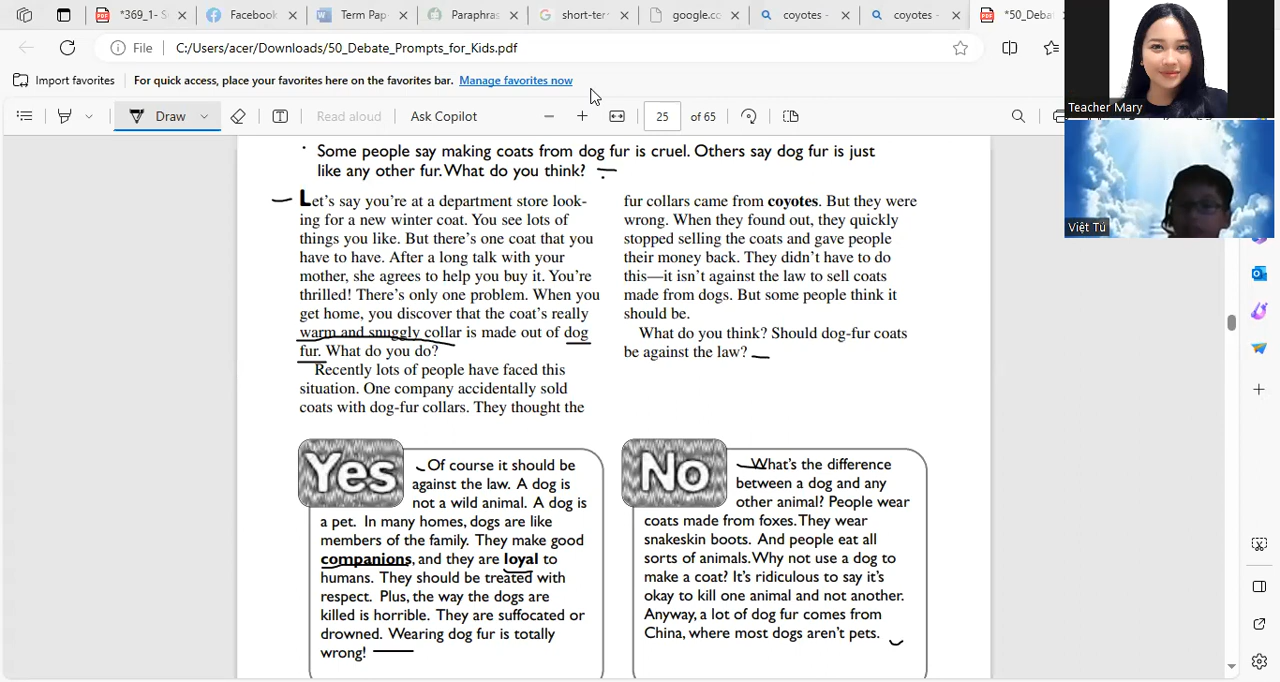 *369_1- S
Facebook
Term Pap
Paraphras
short-ter
google.co
coyotes -
coyotes -
*50_Deba
File
C:/Users/acer/Downloads/50_Debate_Prompts_for_Kids.pdf
Import favorites
For quick access, place your favorites here on the favorites bar. Manage favorites now
Draw
Read aloud
Ask Copilot
25
of 65
Teacher Mary
Việt Tú
Some people say making coats from dog fur is cruel. Others say dog fur is just
like any other fur. What do you think?
Let's say you're at a department store look-
ing for a new winter coat. You see lots of
things you like. But there's one coat that you
have to have. After a long talk with your
mother, she agrees to help you buy it. You're
thrilled! There's only one problem. When you
get home, you discover that the coat's really
warm and snuggly collar is made out of dog
fur. What do you do?
Recently lots of people have faced this
situation. One company accidentally sold
coats with dog-fur collars. They thought the
fur collars came from coyotes. But they were
wrong. When they found out, they quickly
stopped selling the coats and gave people
their money back. They didn't have to do
this—it isn't against the law to sell coats
made from dogs. But some people think it
should be.
What do you think? Should dog-fur coats
be against the law?
Yes
Of course it should be
against the law. A dog is
not a wild animal. A dog is
a pet. In many homes, dogs are like
members of the family. They make good
companions, and they are loyal to
humans. They should be treated with
respect. Plus, the way the dogs are
killed is horrible. They are suffocated or
drowned. Wearing dog fur is totally
wrong!
No
What's the difference
between a dog and any
other animal? People wear
coats made from foxes. They wear
snakeskin boots. And people eat all
sorts of animals. Why not use a dog to
make a coat? It's ridiculous to say it's
okay to kill one animal and not another.
Anyway, a lot of dog fur comes from
China, where most dogs aren't pets.